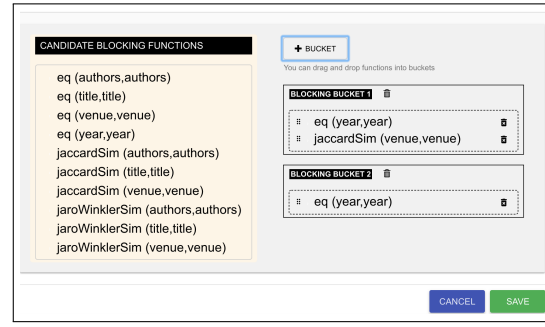 CANDIDATE BLOCKING FUNCTIONS
eq (authors,authors)
eq (title,title)
eq (venue,venue)
eq (year,year)
jaccardSim (authors,authors)
jaccardSim (title,title)
jaccardSim (venue,venue)
jaroWinklerSim (authors,authors)
jaroWinklerSim (title,title)
jaroWinklerSim (venue,venue)
+ BUCKET
You can drag and drop functions into buckets
BLOCKING BUCKET 1
eq (year,year)
jaccardSim (venue,venue)
BLOCKING BUCKET 2
eq (year,year)
CANCEL
SAVE